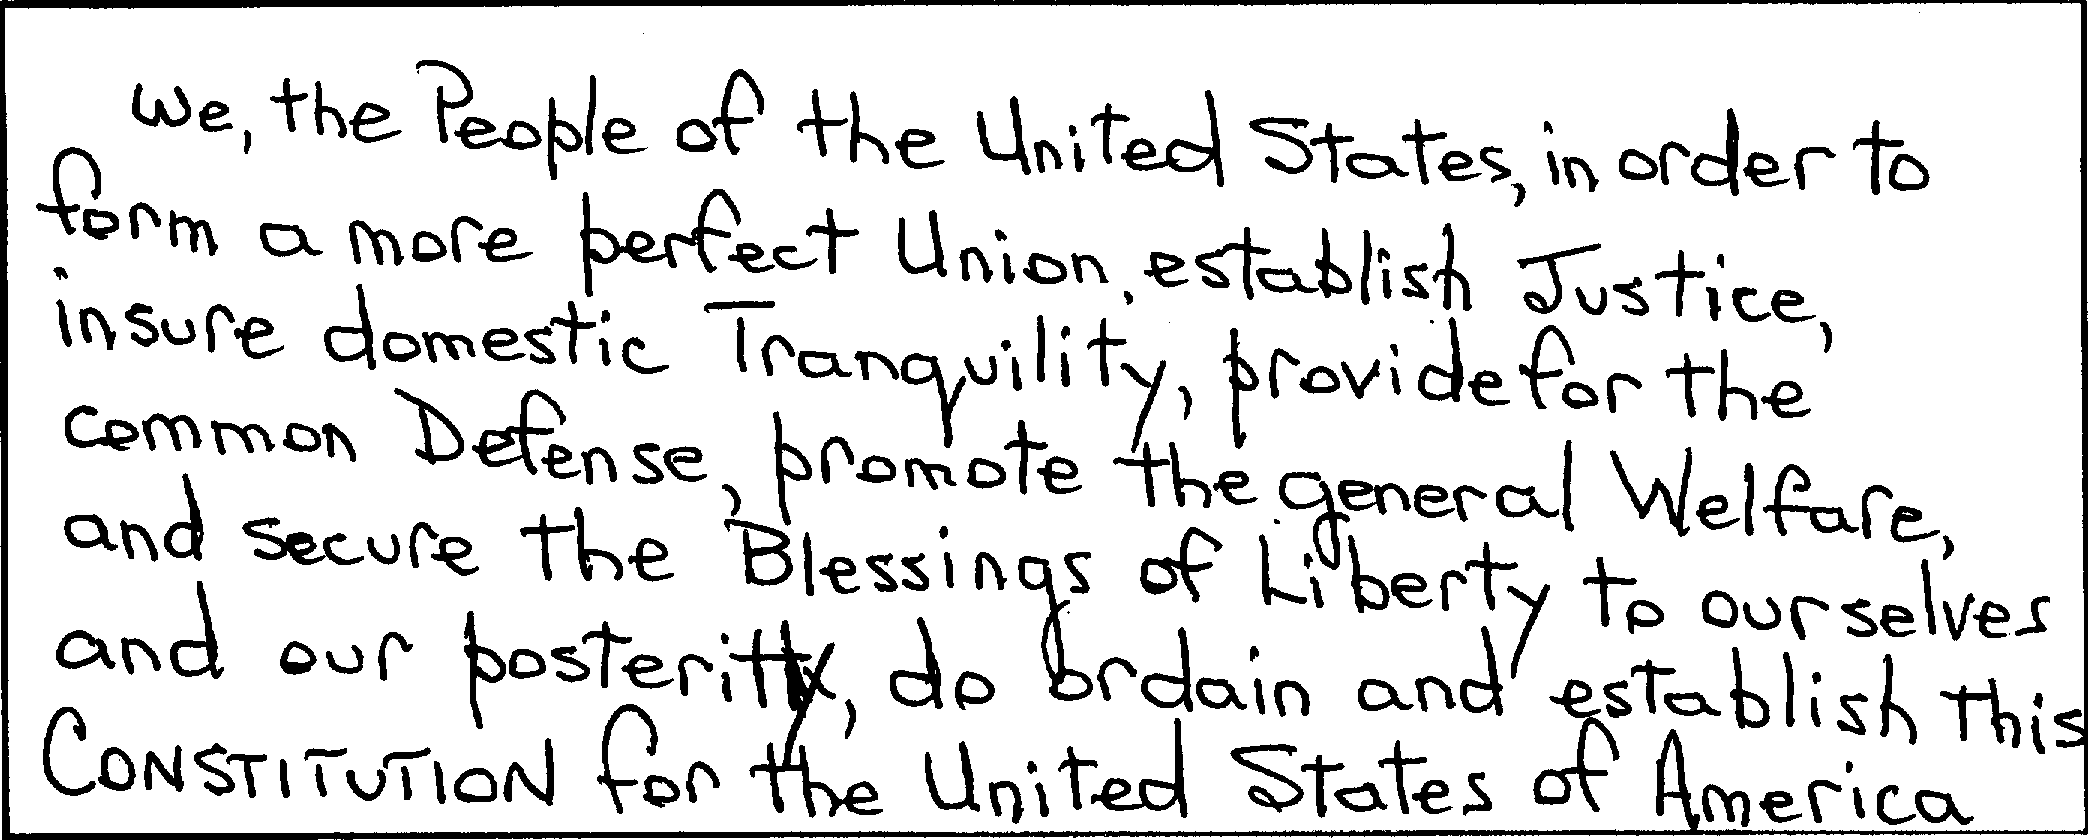 We, the People of the United States, in order to
form a more perfect Union, establish Justice,
insure domestic Tranquility, provide for the
common Defense, promote the general Welfare,
and secure the Blessings of Liberty to ourselves
and our posterity, do ordain and establish this
CONSTITUTION for the United States of America